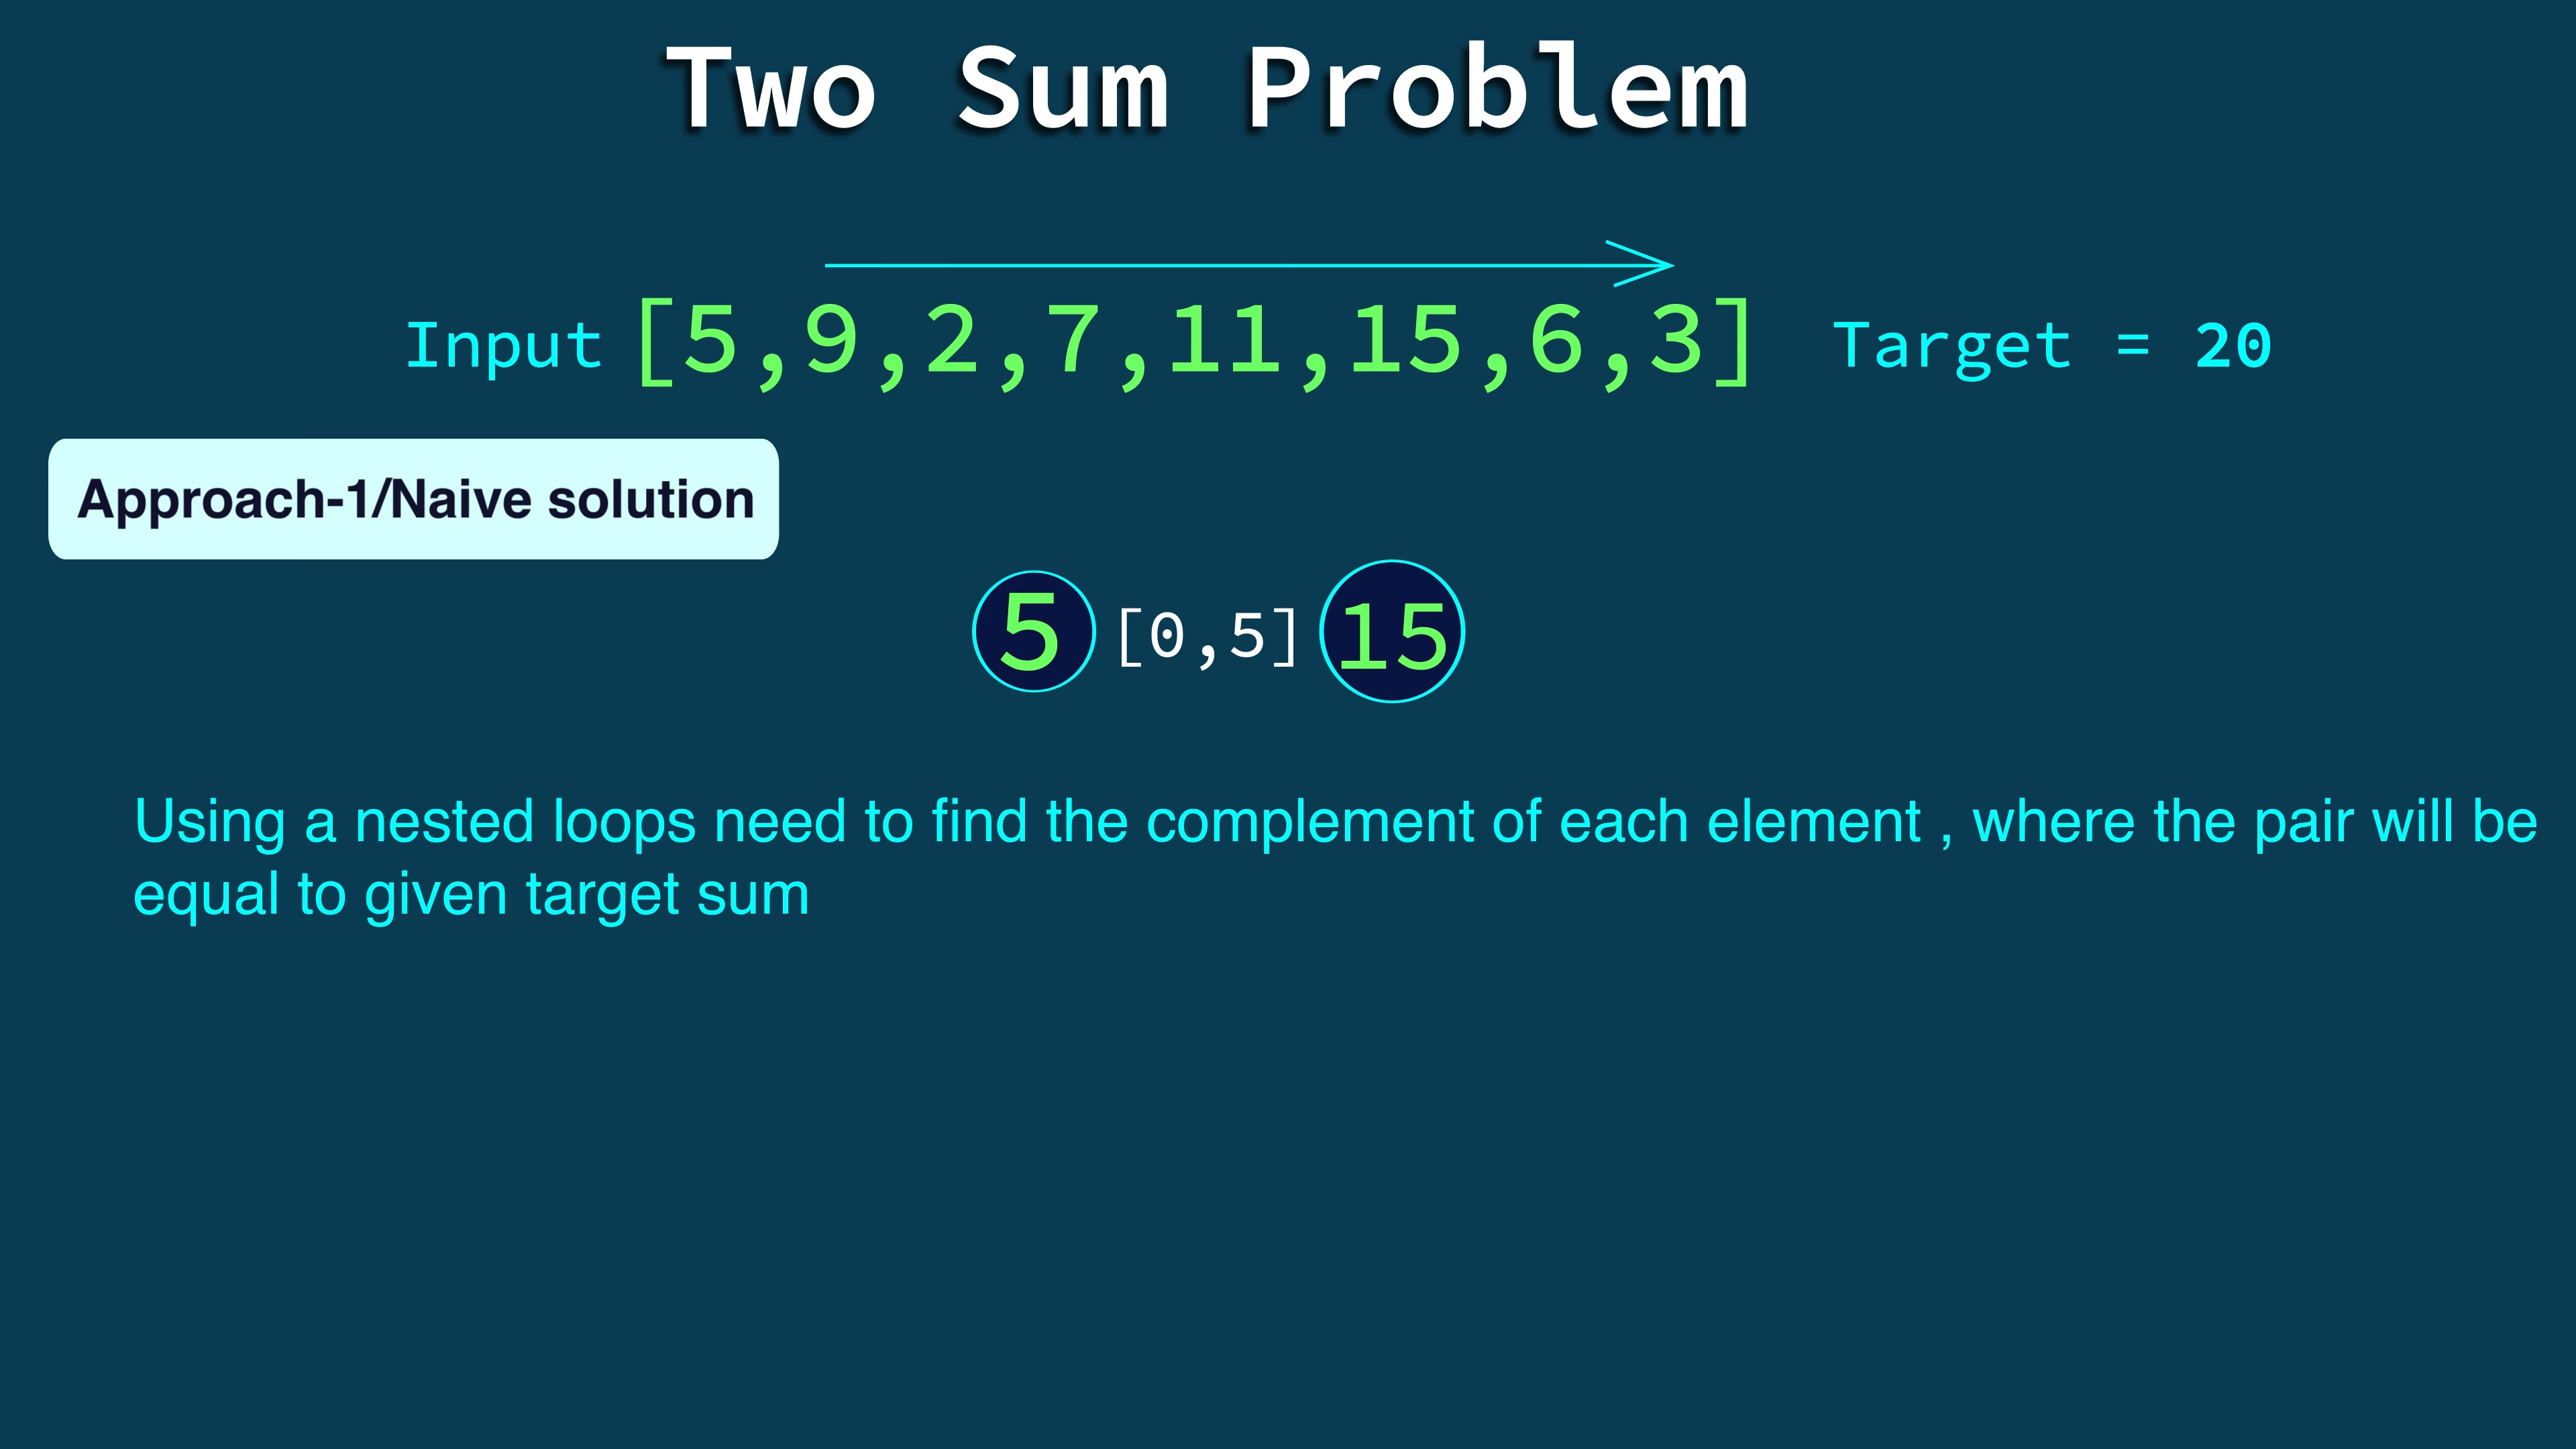 Two Sum Problem
Input [5,9,2,7,11,15,6,3] Target = 20
Approach-1/Naive solution
5 [0,5] 15
Using a nested loops need to find the complement of each element , where the pair will be
equal to given target sum